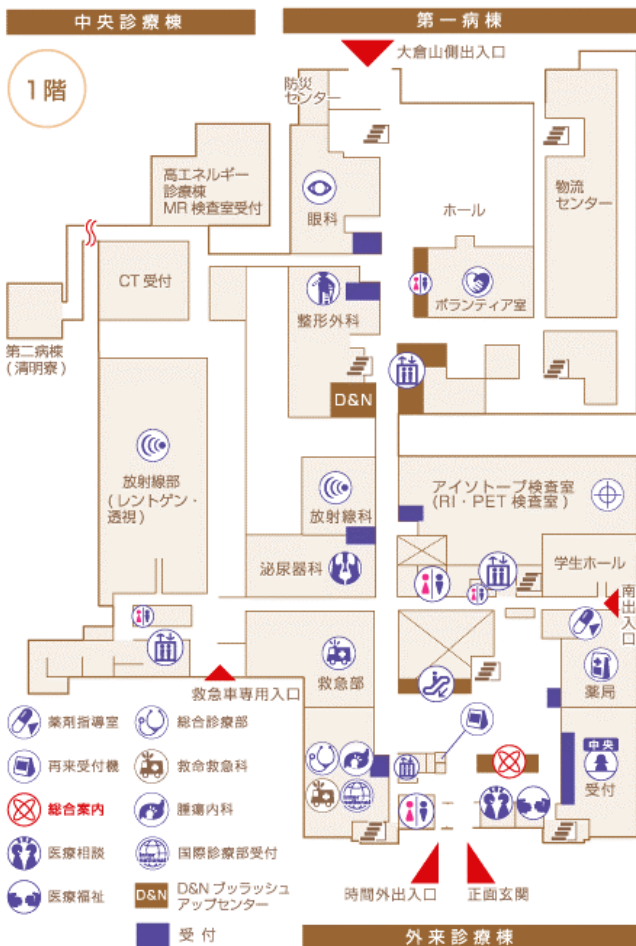 中央診療棟
第一病棟
1階
大倉山側出入口
防災
センター
高エネルギー
診療棟
MR検査室受付
眼科
ホール
物流
センター
CT受付
ボランティア室
整形外科
第二病棟
(清明寮)
D&N
放射線部
(レントゲン・
透視)
放射線科
アイソトープ検査室
(RI・PET検査室)
泌尿器科
学生ホール
南出入口
救急部
薬局
救急車専用入口
中央
受付
International
薬剤指導室
総合診療部
再来受付機
救命救急科
総合案内
腫瘍内科
医療相談
International
国際診療部受付
医療福祉
D&N
D&N ブッラッシュ
アップセンター
受付
時間外出入口
正面玄関
外来診療棟